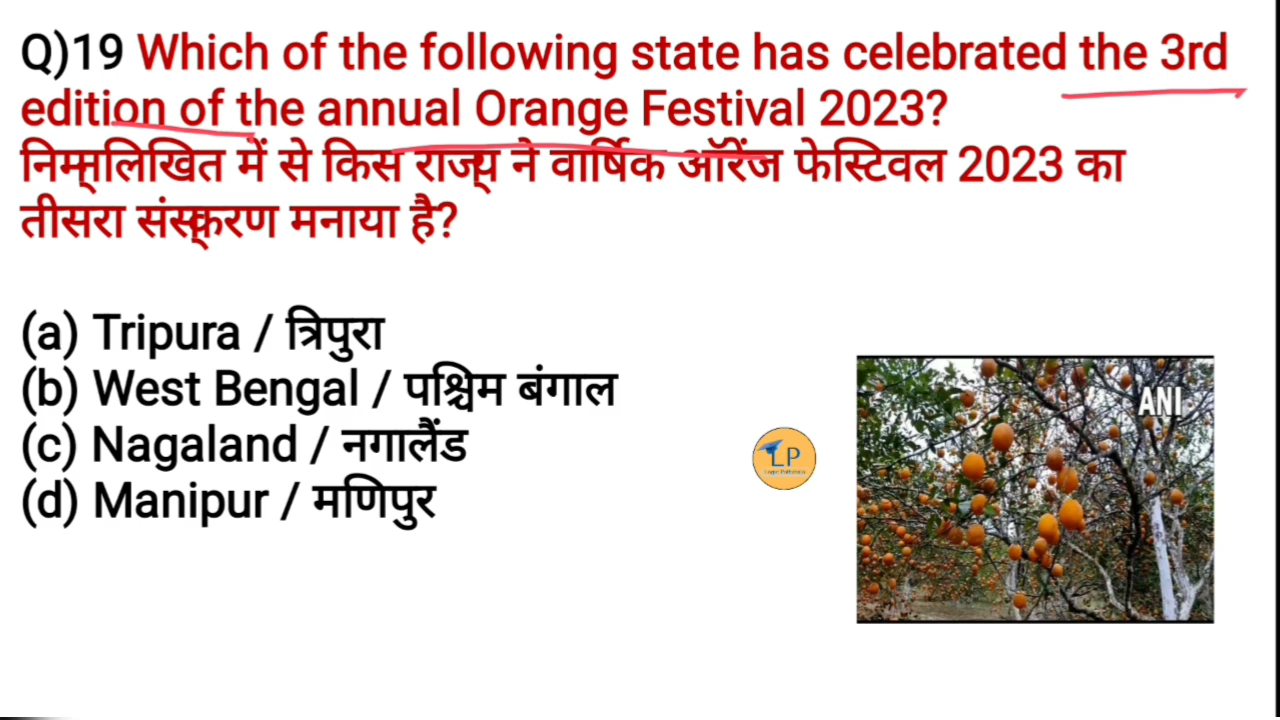 Q)19 Which of the following state has celebrated the 3rd
edition of the annual Orange Festival 2023?
निम्नलिखित में से किस राज्य ने वार्षिक ऑरेंज फेस्टिवल 2023 का
तीसरा संस्करण मनाया है?
(a) Tripura / त्रिपुरा
(b) West Bengal / पश्चिम बंगाल
(c) Nagaland / नगालैंड
(d) Manipur / मणिपुर
ANI
LP